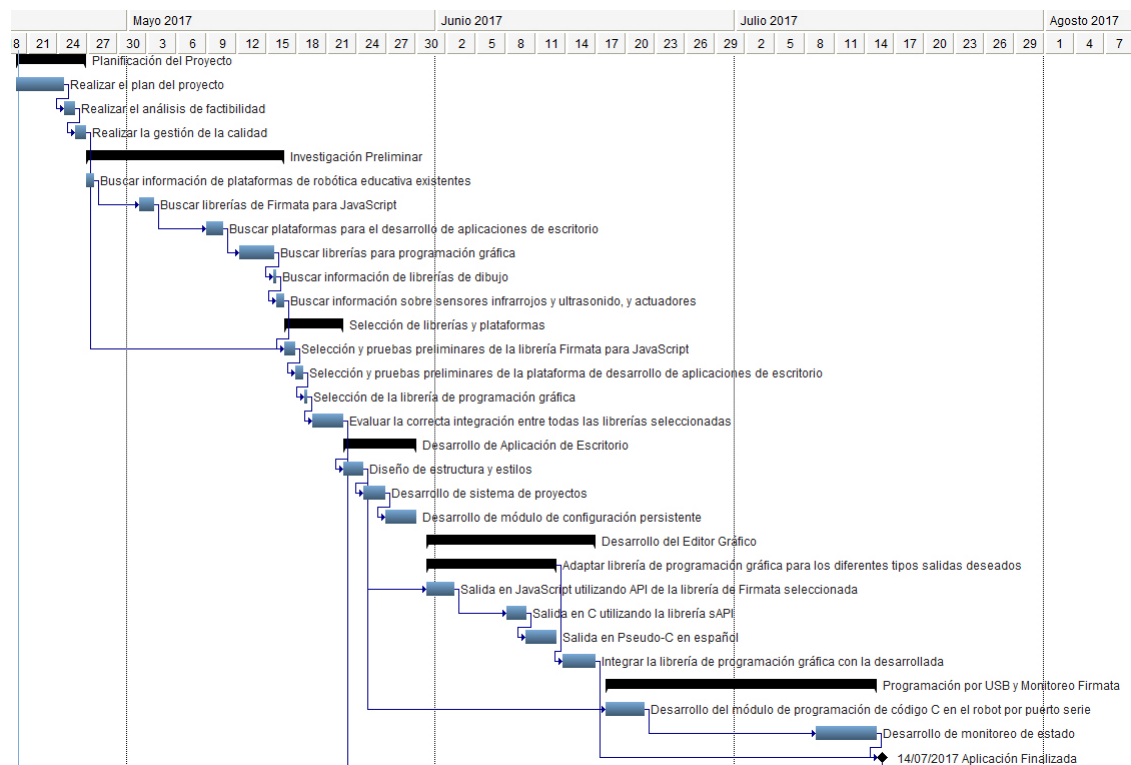 Mayo 2017 Junio 2017 Julio 2017 Agosto 2017
8 21 24 27 30 3 6 9 12 15 18 21 24 27 30 2 5 8 11 14 17 20 23 26 29 2 5 8 11 14 17 20 23 26 29 1 4 7
Planificación del Proyecto
Realizar el plan del proyecto
Realizar el análisis de factibilidad
Realizar la gestión de la calidad
Investigación Preliminar
Buscar información de plataformas de robótica educativa existentes
Buscar librerías de Firmata para JavaScript
Buscar plataformas para el desarrollo de aplicaciones de escritorio
Buscar librerías para programación gráfica
Buscar información de librerías de dibujo
Buscar información sobre sensores infrarrojos y ultrasonido, y actuadores
Selección de librerías y plataformas
Selección y pruebas preliminares de la librería Firmata para JavaScript
Selección y pruebas preliminares de la plataforma de desarrollo de aplicaciones de escritorio
Selección de la librería de programación gráfica
Evaluar la correcta integración entre todas las librerías seleccionadas
Desarrollo de Aplicación de Escritorio
Diseño de estructura y estilos
Desarrollo de sistema de proyectos
Desarrollo de módulo de configuración persistente
Desarrollo del Editor Gráfico
Adaptar librería de programación gráfica para los diferentes tipos salidas deseados
Salida en JavaScript utilizando API de la librería de Firmata seleccionada
Salida en C utilizando la librería sAPI
Salida en Pseudo-C en español
Integrar la librería de programación gráfica con la desarrollada
Programación por USB y Monitoreo Firmata
Desarrollo del módulo de programación de código C en el robot por puerto serie
Desarrollo de monitoreo de estado
14/07/2017 Aplicación Finalizada